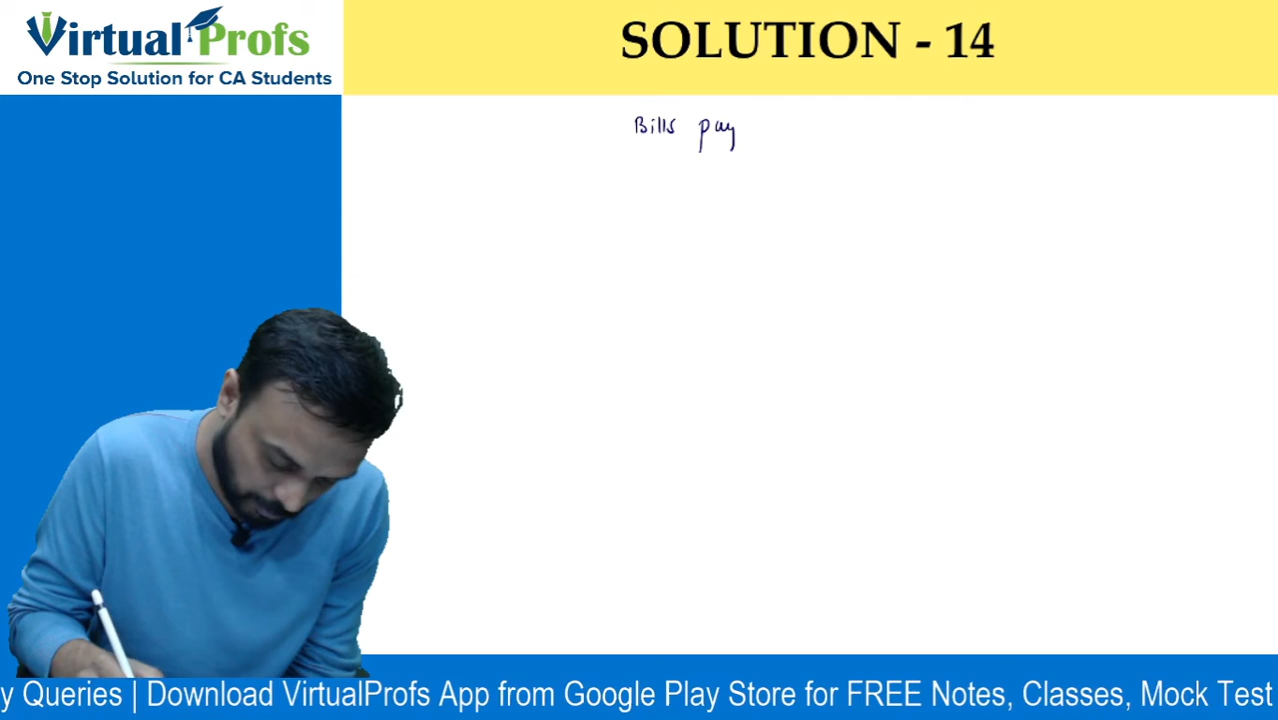 Virtual Profs
One Stop Solution for CA Students
SOLUTION - 14
Bills pay
y Queries | Download VirtualProfs App from Google Play Store for FREE Notes, Classes, Mock Test